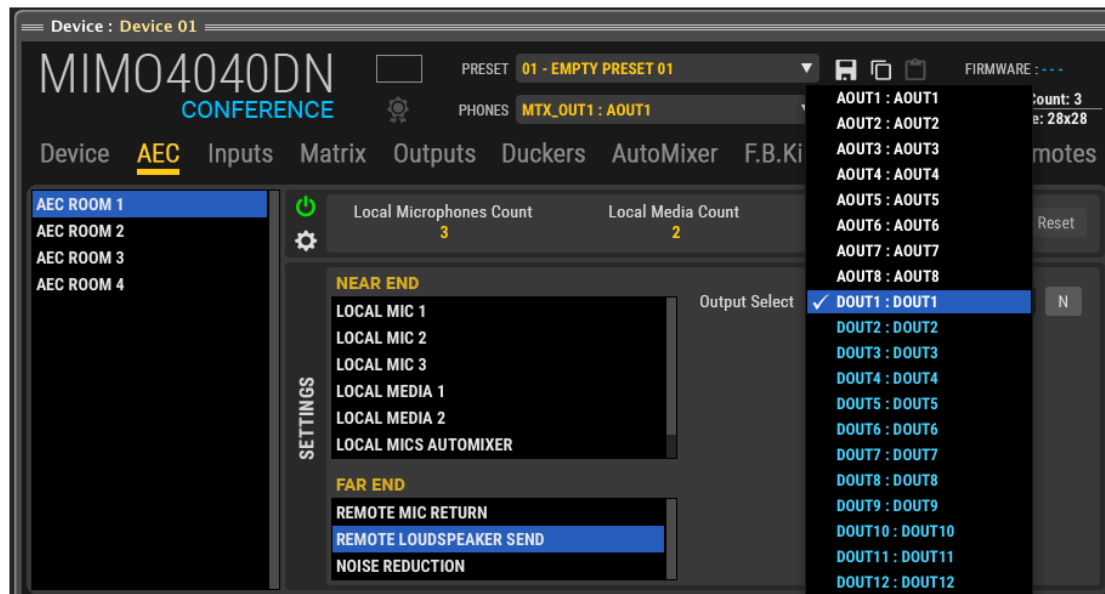 Device : Device 01
MIMO4040DN
CONFERENCE
PRESET 01 - EMPTY PRESET 01
FIRMWARE : - - -
PHONES MTX_OUT1 : AOUT1
Count: 3
e: 28x28
Device AEC Inputs Matrix Outputs Duckers AutoMixer F.B.Ki motes
AEC ROOM 1
AEC ROOM 2
AEC ROOM 3
AEC ROOM 4
Local Microphones Count
3
Local Media Count
2
Reset
SETTINGS
NEAR END
LOCAL MIC 1
LOCAL MIC 2
LOCAL MIC 3
LOCAL MEDIA 1
LOCAL MEDIA 2
LOCAL MICS AUTOMIXER
FAR END
REMOTE MIC RETURN
REMOTE LOUDSPEAKER SEND
NOISE REDUCTION
Output Select
N
AOUT1 : AOUT1
AOUT2 : AOUT2
AOUT3 : AOUT3
AOUT4 : AOUT4
AOUT5 : AOUT5
AOUT6 : AOUT6
AOUT7 : AOUT7
AOUT8 : AOUT8
DOUT1 : DOUT1
DOUT2 : DOUT2
DOUT3 : DOUT3
DOUT4 : DOUT4
DOUT5 : DOUT5
DOUT6 : DOUT6
DOUT7 : DOUT7
DOUT8 : DOUT8
DOUT9 : DOUT9
DOUT10 : DOUT10
DOUT11 : DOUT11
DOUT12 : DOUT12